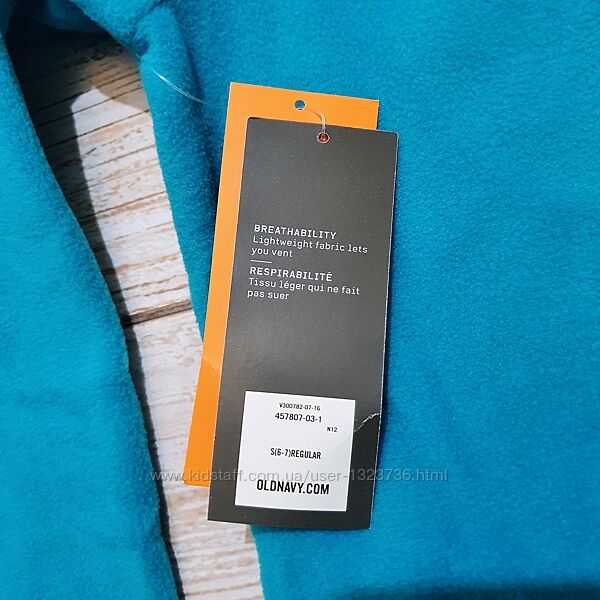 BREATHABILITY
Lightweight fabric lets
you vent
RESPIRABILITÉ
Tissu léger qui ne fait
pas suer
V300782-07-16
457807-03-1
N12
S(6-7)REGULAR
www.kidstaff.com.ua/user-1323736.html
OLDNAVY.COM